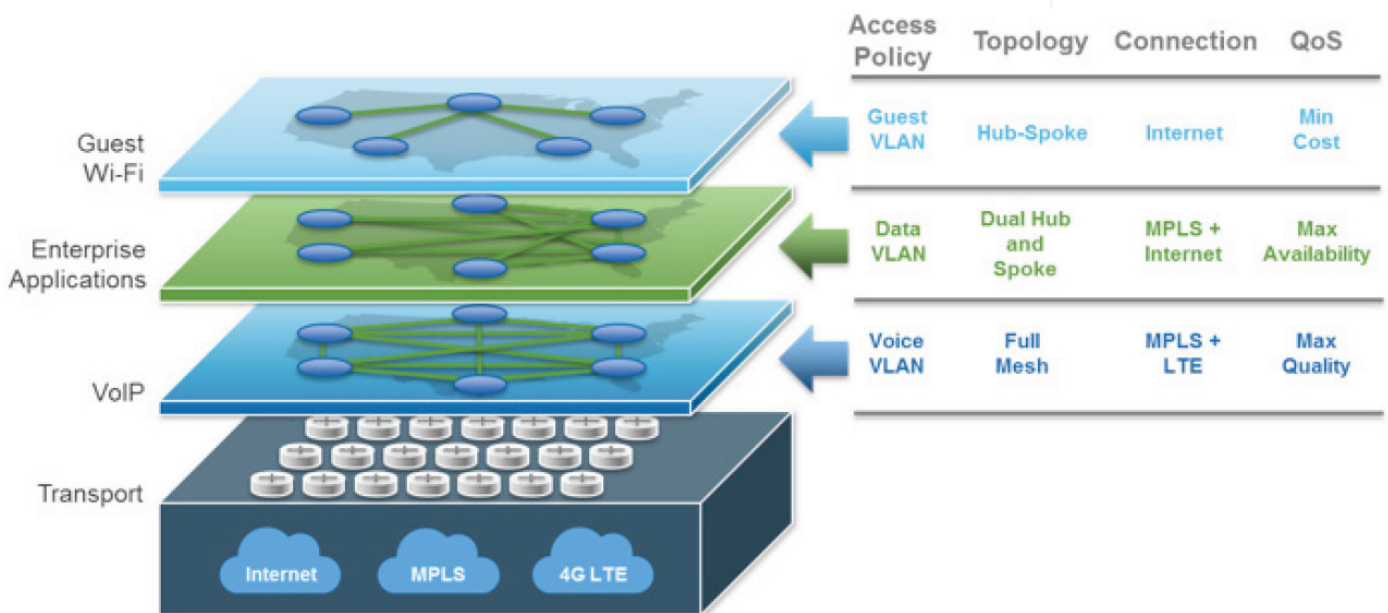 Access Policy
Topology
Connection
QoS
Guest Wi-Fi
Guest VLAN
Hub-Spoke
Internet
Min Cost
Enterprise Applications
Data VLAN
Dual Hub and Spoke
MPLS + Internet
Max Availability
VoIP
Voice VLAN
Full Mesh
MPLS + LTE
Max Quality
Transport
Internet
MPLS
4G LTE